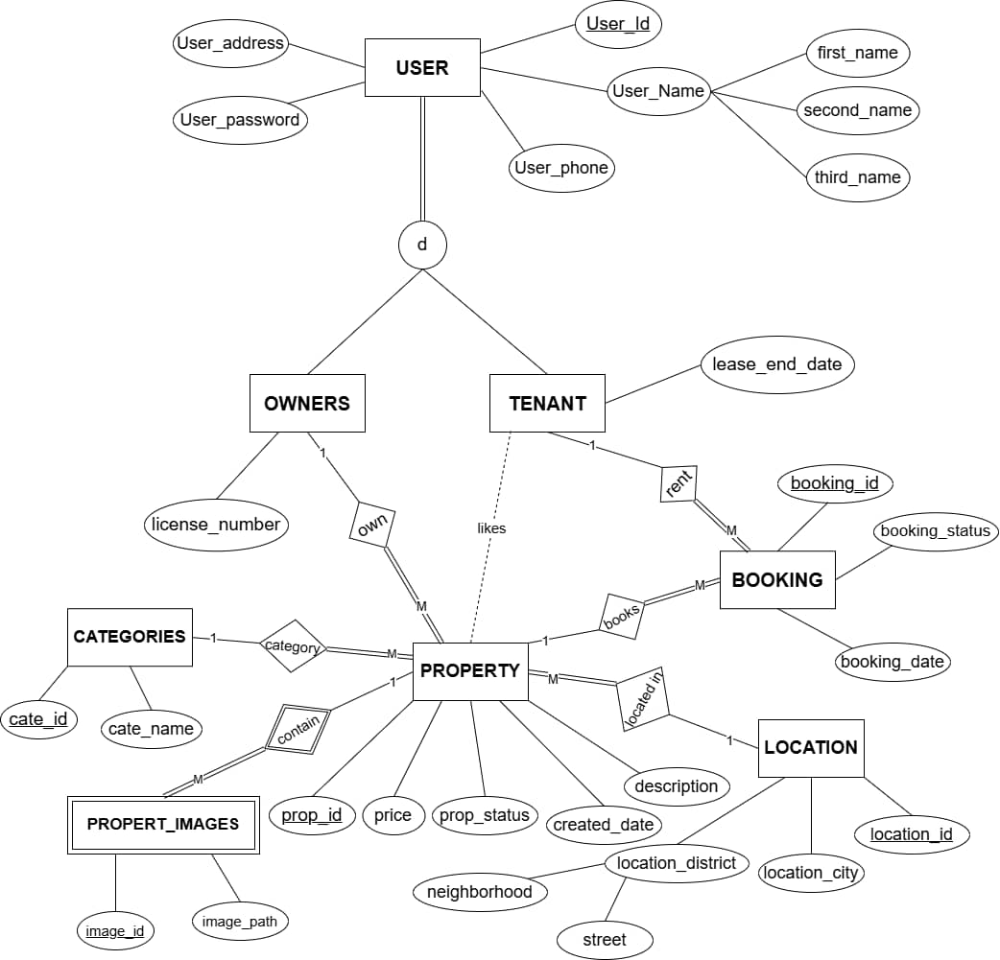 User_address
USER
User_Id
first_name
User_Name
second_name
User_password
User_phone
third_name
d
lease_end_date
OWNERS
TENANT
1
1
rent
booking_id
license_number
own
likes
M
booking_status
BOOKING
M
M
books
CATEGORIES
1
category
M
1
PROPERTY
M
located in
booking_date
cate_id
cate_name
contain
1
1
LOCATION
M
PROPERT_IMAGES
prop_id
price
prop_status
created_date
description
location_id
location_district
location_city
neighborhood
street
image_id
image_path